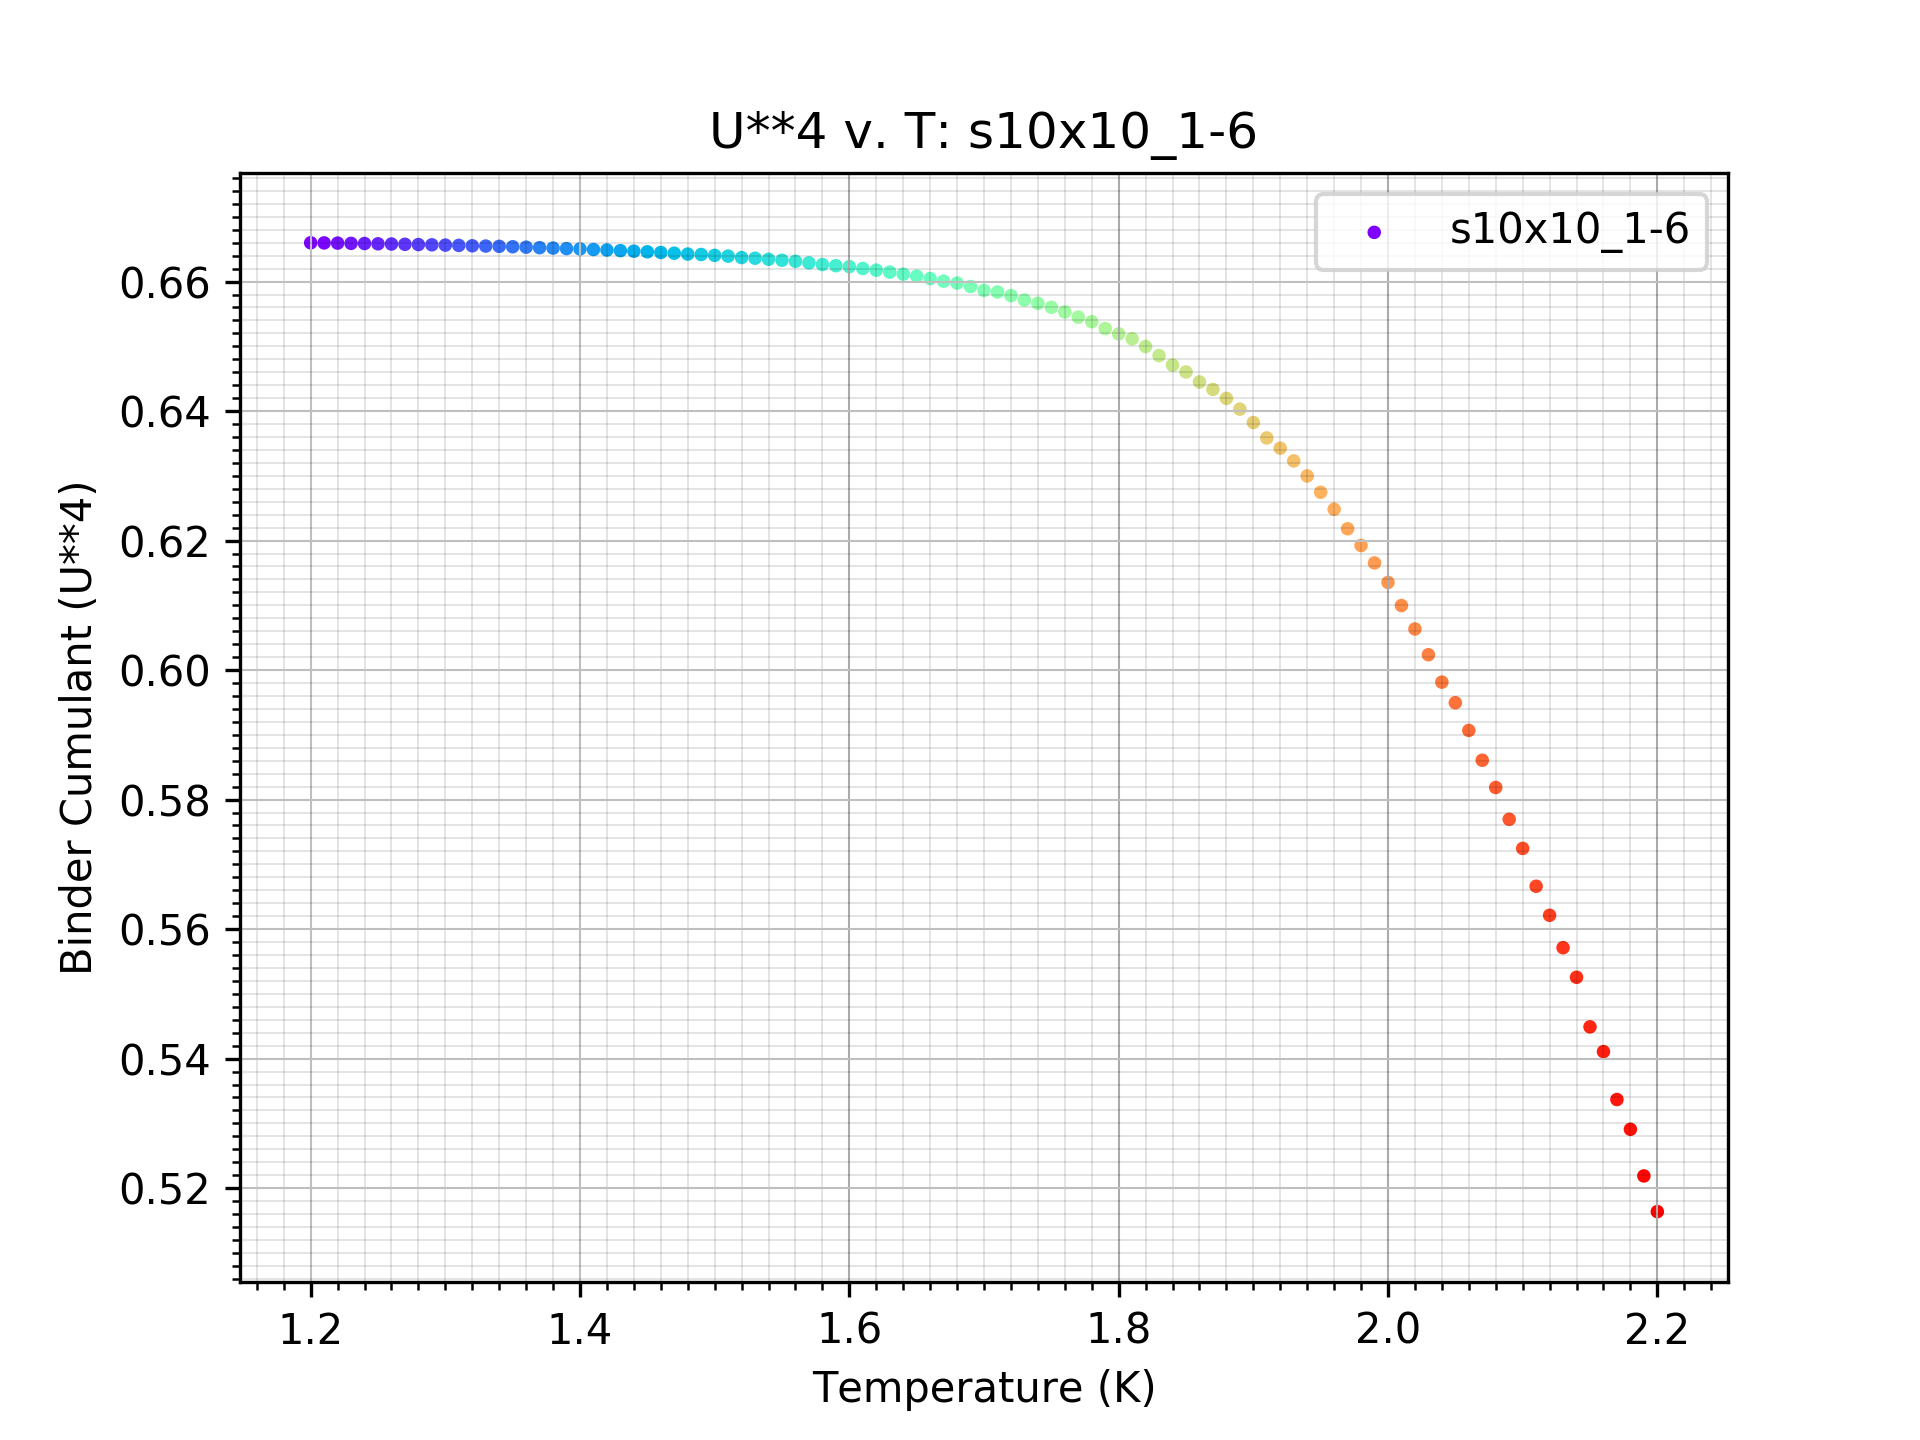 U**4 v. T: s10x10_1-6
s10x10_1-6
Binder Cumulant (U**4)
0.66
0.64
0.62
0.60
0.58
0.56
0.54
0.52
1.2 1.4 1.6 1.8 2.0 2.2
Temperature (K)